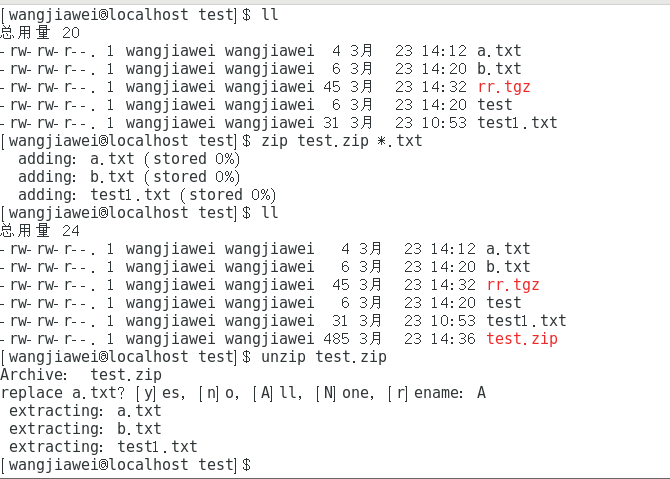 [wangjiawei@localhost test]$ ll
总用量 20
-rw-rw-r--. 1 wangjiawei wangjiawei  4 3月  23 14:12 a.txt
-rw-rw-r--. 1 wangjiawei wangjiawei  6 3月  23 14:20 b.txt
-rw-rw-r--. 1 wangjiawei wangjiawei 45 3月  23 14:32 rr.tgz
-rw-rw-r--. 1 wangjiawei wangjiawei  6 3月  23 14:20 test
-rw-rw-r--. 1 wangjiawei wangjiawei 31 3月  23 10:53 test1.txt
[wangjiawei@localhost test]$ zip test.zip *.txt
  adding: a.txt (stored 0%)
  adding: b.txt (stored 0%)
  adding: test1.txt (stored 0%)
[wangjiawei@localhost test]$ ll
总用量 24
-rw-rw-r--. 1 wangjiawei wangjiawei   4 3月  23 14:12 a.txt
-rw-rw-r--. 1 wangjiawei wangjiawei   6 3月  23 14:20 b.txt
-rw-rw-r--. 1 wangjiawei wangjiawei  45 3月  23 14:32 rr.tgz
-rw-rw-r--. 1 wangjiawei wangjiawei   6 3月  23 14:20 test
-rw-rw-r--. 1 wangjiawei wangjiawei  31 3月  23 10:53 test1.txt
-rw-rw-r--. 1 wangjiawei wangjiawei 485 3月  23 14:36 test.zip
[wangjiawei@localhost test]$ unzip test.zip
Archive:  test.zip
replace a.txt? [y]es, [n]o, [A]ll, [N]one, [r]ename: A
 extracting: a.txt
 extracting: b.txt
 extracting: test1.txt
[wangjiawei@localhost test]$